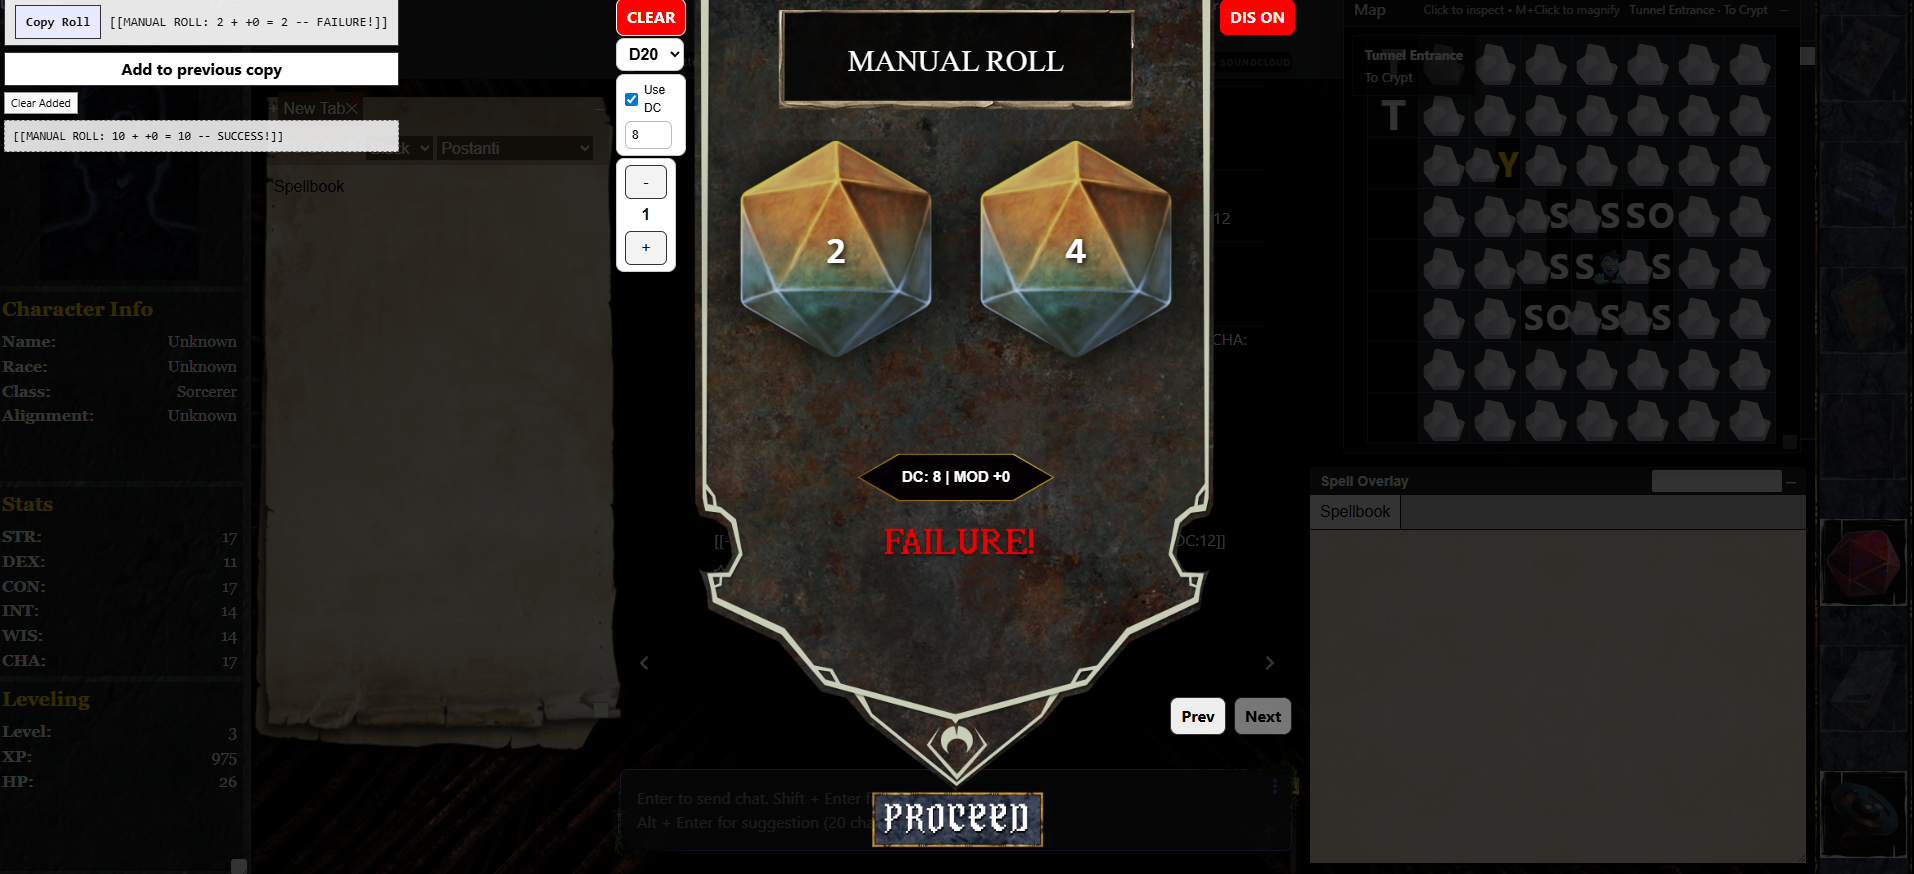 Copy Roll
[[MANUAL ROLL: 2 + +0 = 2 -- FAILURE!]]
Add to previous copy
Clear Added
[[MANUAL ROLL: 10 + +0 = 10 -- SUCCESS!]]
New Tab
Postanti
Spellbook
Character Info
Name: Unknown
Race: Unknown
Class: Sorcerer
Alignment: Unknown
Stats
STR: 17
DEX: 11
CON: 17
INT: 14
WIS: 14
CHA: 17
Leveling
Level: 3
XP: 975
HP: 26
CLEAR
D20
Use
DC
8
-
1
+
DIS ON
SOUNDCLOUD
MANUAL ROLL
2
4
12
CHA:
DC: 8 | MOD +0
FAILURE!
[[-
DC:12]]
Prev
Next
Enter to send chat. Shift + Enter f
Alt + Enter for suggestion (20 cha
PROCEED
Map
Click to inspect • M+Click to magnify
Tunnel Entrance · To Crypt
Tunnel Entrance
To Crypt
T
Y
S S S O
S S S
S O S S
Spell Overlay
Spellbook